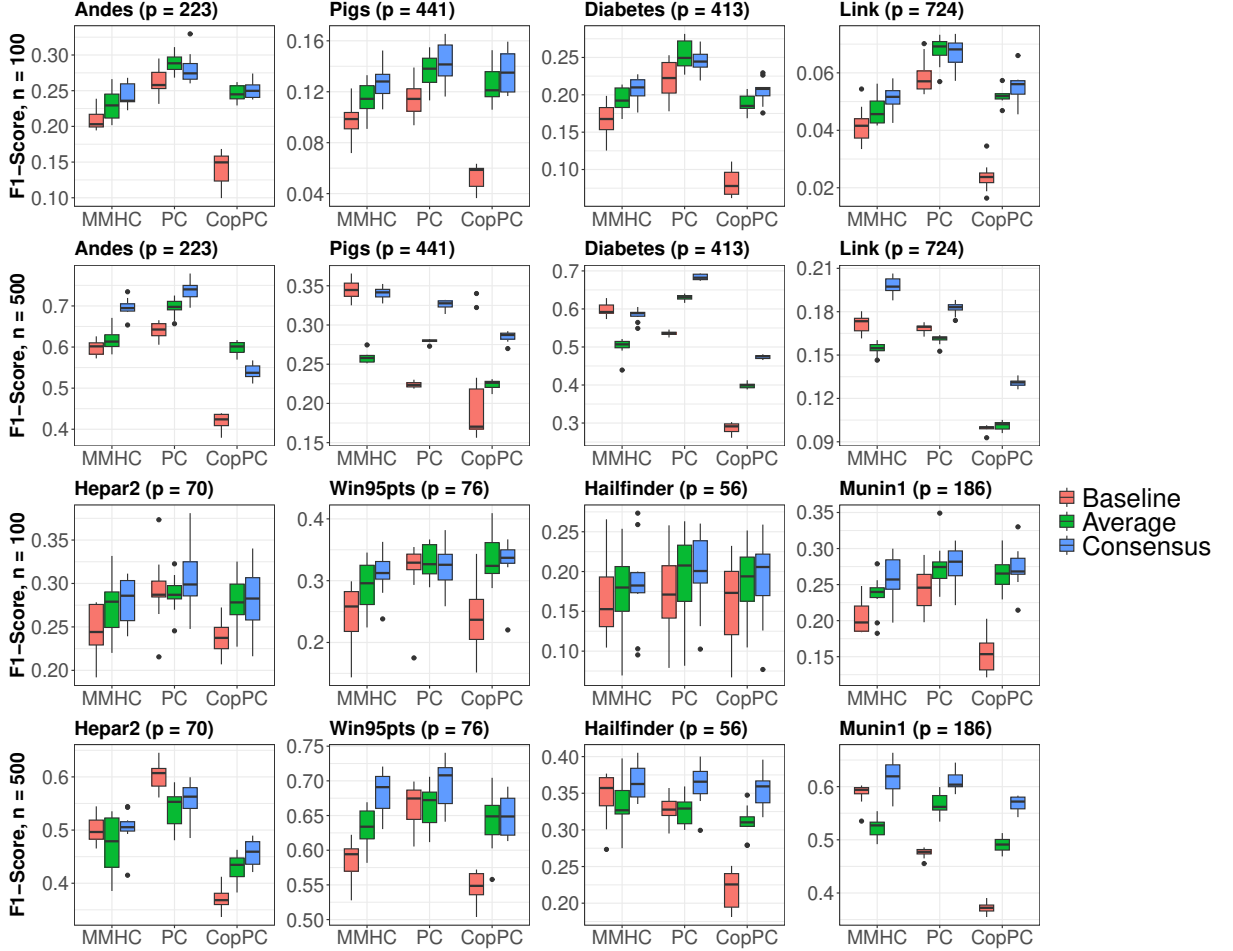 Andes (p = 223)
Pigs (p = 441)
Diabetes (p = 413)
Link (p = 724)
F1−Score, n = 100
0.30
0.25
0.20
0.15
0.10
0.16
0.12
0.08
0.04
0.25
0.20
0.15
0.10
0.06
0.04
0.02
MMHC PC CopPC
MMHC PC CopPC
MMHC PC CopPC
MMHC PC CopPC
Andes (p = 223)
Pigs (p = 441)
Diabetes (p = 413)
Link (p = 724)
F1−Score, n = 500
0.7
0.6
0.5
0.4
0.35
0.30
0.25
0.20
0.15
0.7
0.6
0.5
0.4
0.3
0.21
0.18
0.15
0.12
0.09
MMHC PC CopPC
MMHC PC CopPC
MMHC PC CopPC
MMHC PC CopPC
Hepar2 (p = 70)
Win95pts (p = 76)
Hailfinder (p = 56)
Munin1 (p = 186)
F1−Score, n = 100
0.35
0.30
0.25
0.20
0.4
0.3
0.2
0.25
0.20
0.15
0.10
0.35
0.30
0.25
0.20
0.15
MMHC PC CopPC
MMHC PC CopPC
MMHC PC CopPC
MMHC PC CopPC
Baseline
Average
Consensus
Hepar2 (p = 70)
Win95pts (p = 76)
Hailfinder (p = 56)
Munin1 (p = 186)
F1−Score, n = 500
0.6
0.5
0.4
0.75
0.70
0.65
0.60
0.55
0.50
0.40
0.35
0.30
0.25
0.20
0.6
0.5
0.4
MMHC PC CopPC
MMHC PC CopPC
MMHC PC CopPC
MMHC PC CopPC